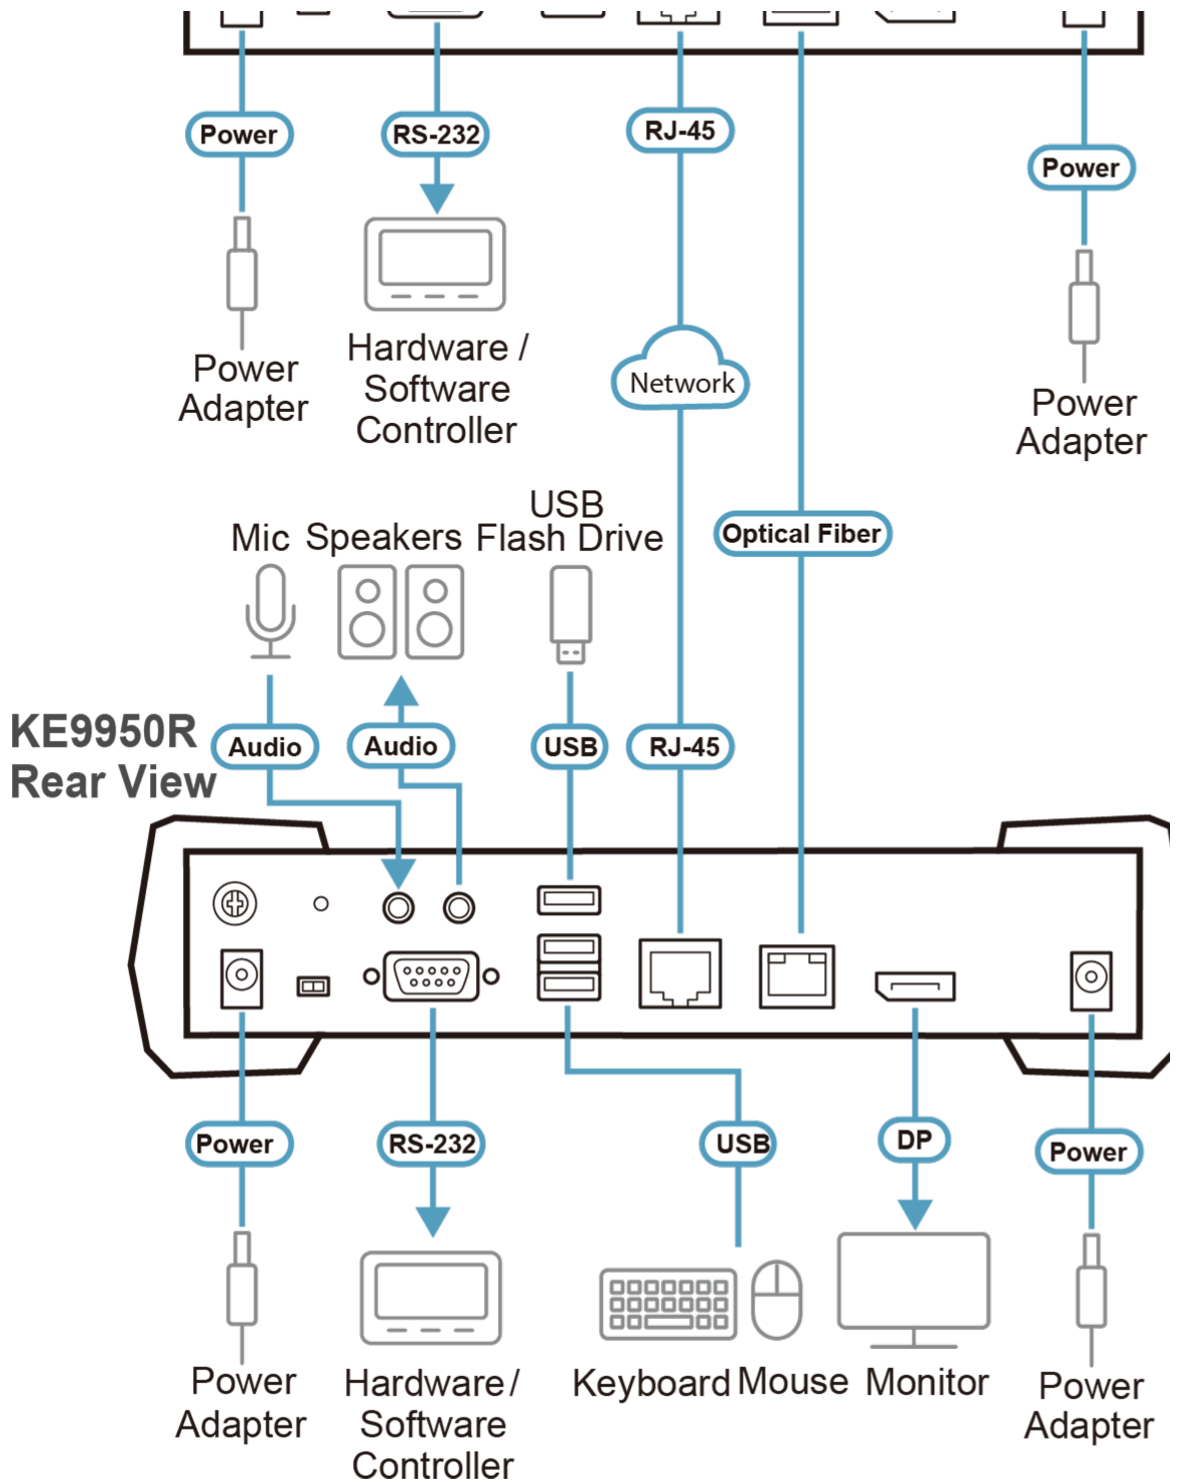 Power
RS-232
RJ-45
Power
Power
Adapter
Hardware /
Software
Controller
Network
Power
Adapter
Optical Fiber
Mic
Speakers
USB
Flash Drive
KE9950R
Rear View
Audio
Audio
USB
RJ-45
Power
RS-232
USB
DP
Power
Power
Adapter
Hardware /
Software
Controller
Keyboard
Mouse
Monitor
Power
Adapter